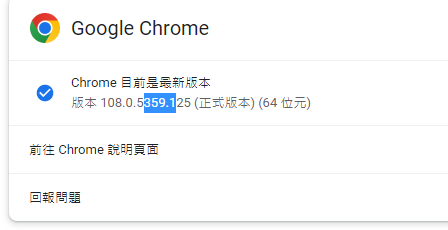 Google Chrome
Chrome 目前是最新版本
版本 108.0.5359.125 (正式版本) (64 位元)
前往 Chrome 說明頁面
回報問題